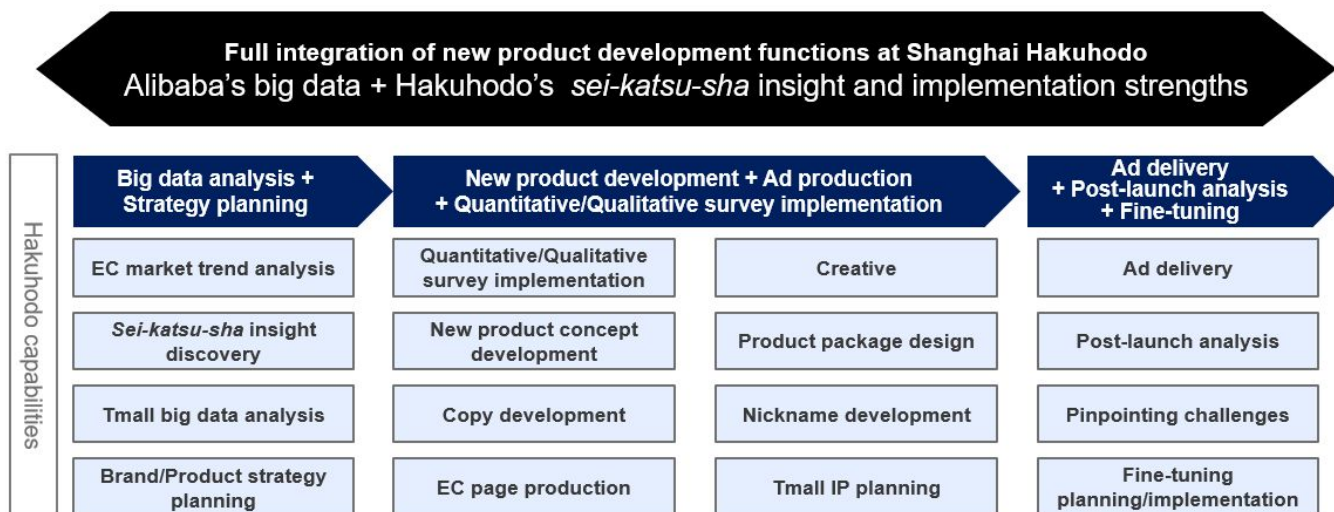 Full integration of new product development functions at Shanghai Hakuhodo
Alibaba's big data + Hakuhodo's sei-katsu-sha insight and implementation strengths
Hakuhodo capabilities
Big data analysis +
Strategy planning
EC market trend analysis
Sei-katsu-sha insight
discovery
Tmall big data analysis
Brand/Product strategy
planning
New product development + Ad production
+ Quantitative/Qualitative survey implementation
Quantitative/Qualitative
survey implementation
New product concept
development
Copy development
EC page production
Creative
Product package design
Nickname development
Tmall IP planning
Ad delivery
+ Post-launch analysis
+ Fine-tuning
Ad delivery
Post-launch analysis
Pinpointing challenges
Fine-tuning
planning/implementation